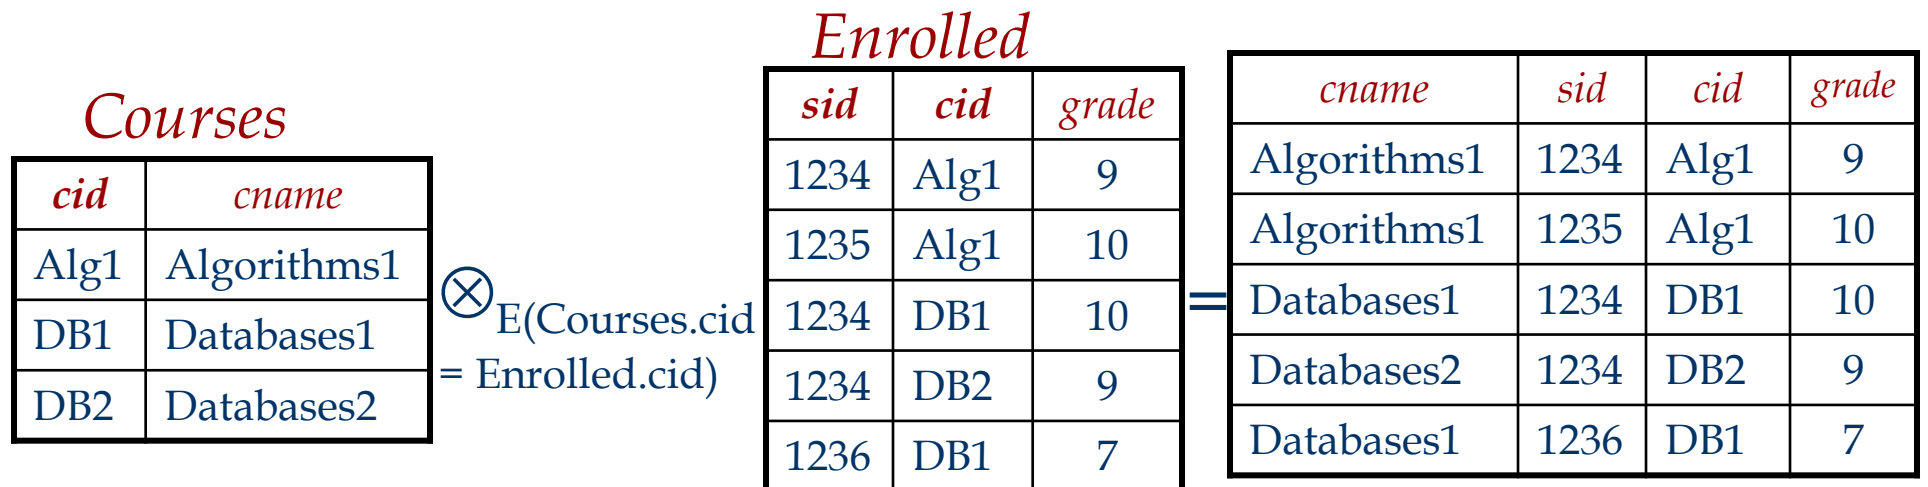 Courses
cid cname
Alg1 Algorithms1
DB1 Databases1
DB2 Databases2
⊗E(Courses.cid
= Enrolled.cid)
Enrolled
sid cid grade
1234 Alg1 9
1235 Alg1 10
1234 DB1 10
1234 DB2 9
1236 DB1 7
=
cname sid cid grade
Algorithms1 1234 Alg1 9
Algorithms1 1235 Alg1 10
Databases1 1234 DB1 10
Databases2 1234 DB2 9
Databases1 1236 DB1 7